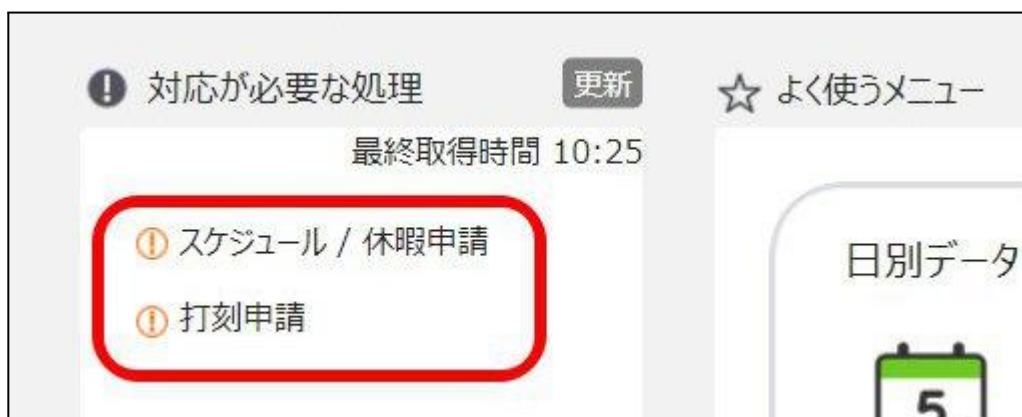 対応が必要な処理
更新
最終取得時間 10:25
スケジュール / 休暇申請
打刻申請
よく使うメニュー
日別データ
5